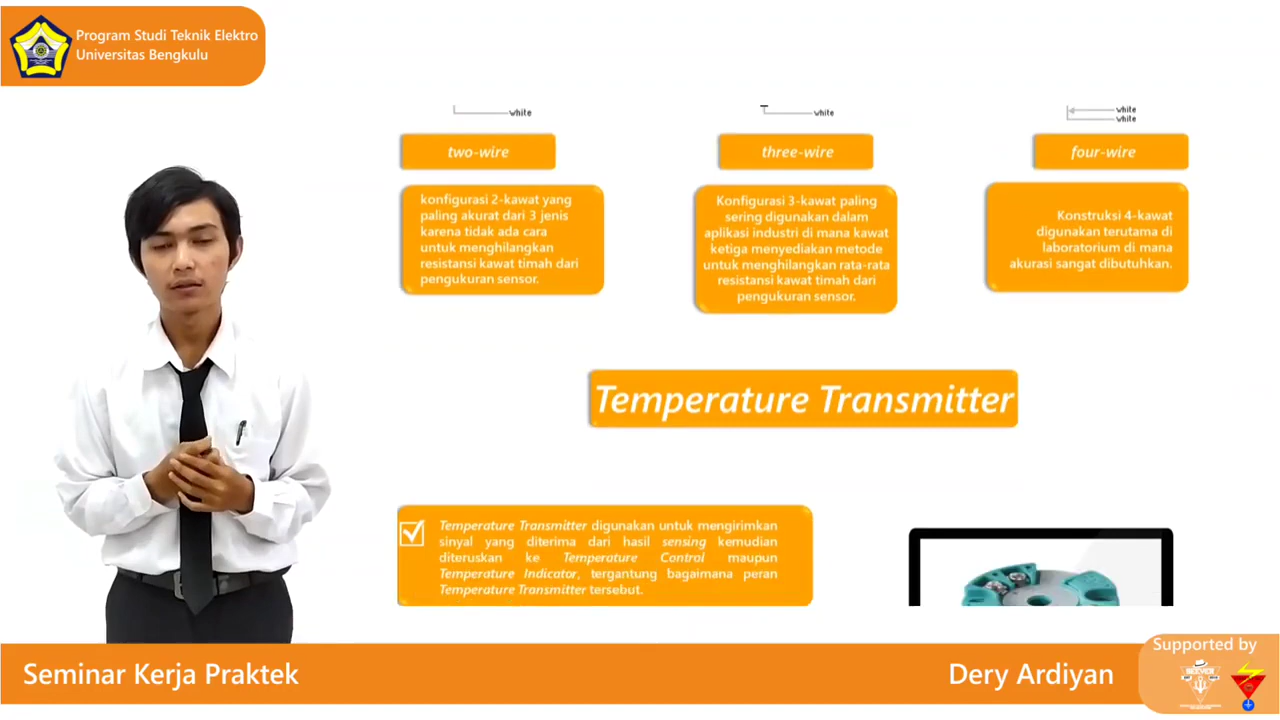 Program Studi Teknik Elektro
Universitas Bengkulu
white
white
white
white
two-wire
three-wire
four-wire
konfigurasi 2-kawat yang
paling akurat dari 3 jenis
karena tidak ada cara
untuk menghilangkan
resistansi kawat timah dari
pengukuran sensor.
Konfigurasi 3-kawat paling
sering digunakan dalam
aplikasi industri di mana kawat
ketiga menyediakan metode
untuk menghilangkan rata-rata
resistansi kawat timah dari
pengukuran sensor.
Konstruksi 4-kawat
digunakan terutama di
laboratorium di mana
akurasi sangat dibutuhkan.
Temperature Transmitter
Temperature Transmitter digunakan untuk mengirimkan
sinyal yang diterima dari hasil sensing kemudian
diteruskan ke Temperature Control maupun
Temperature Indicator, tergantung bagaimana peran
Temperature Transmitter tersebut.
Supported by
Seminar Kerja Praktek
Dery Ardiyan